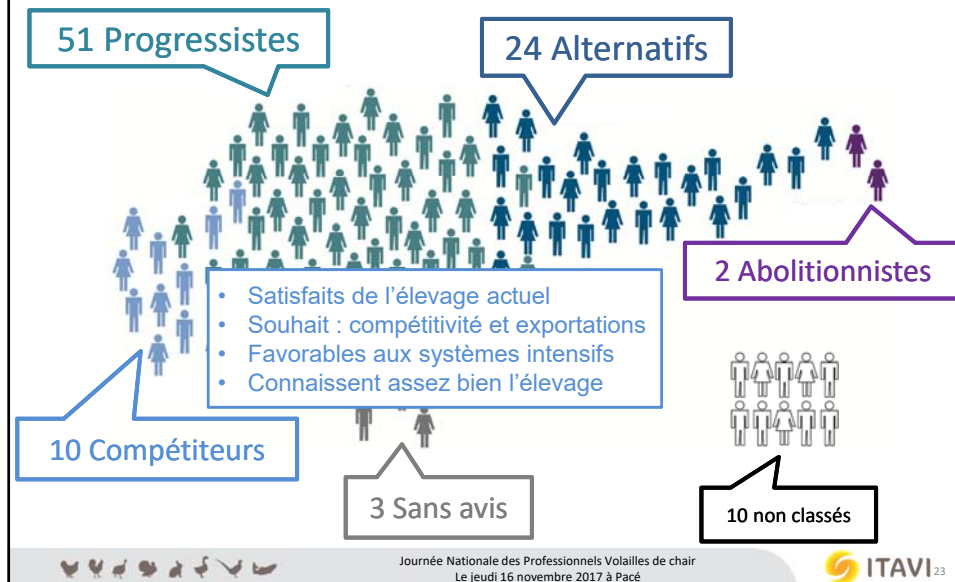 51 Progressistes
24 Alternatifs
2 Abolitionnistes
• Satisfaits de l’élevage actuel
• Souhait : compétitivité et exportations
• Favorables aux systèmes intensifs
• Connaissent assez bien l’élevage
10 Compétiteurs
3 Sans avis
10 non classés
Journée Nationale des Professionnels Volailles de chair
Le jeudi 16 novembre 2017 à Pacé
ITAVI 23